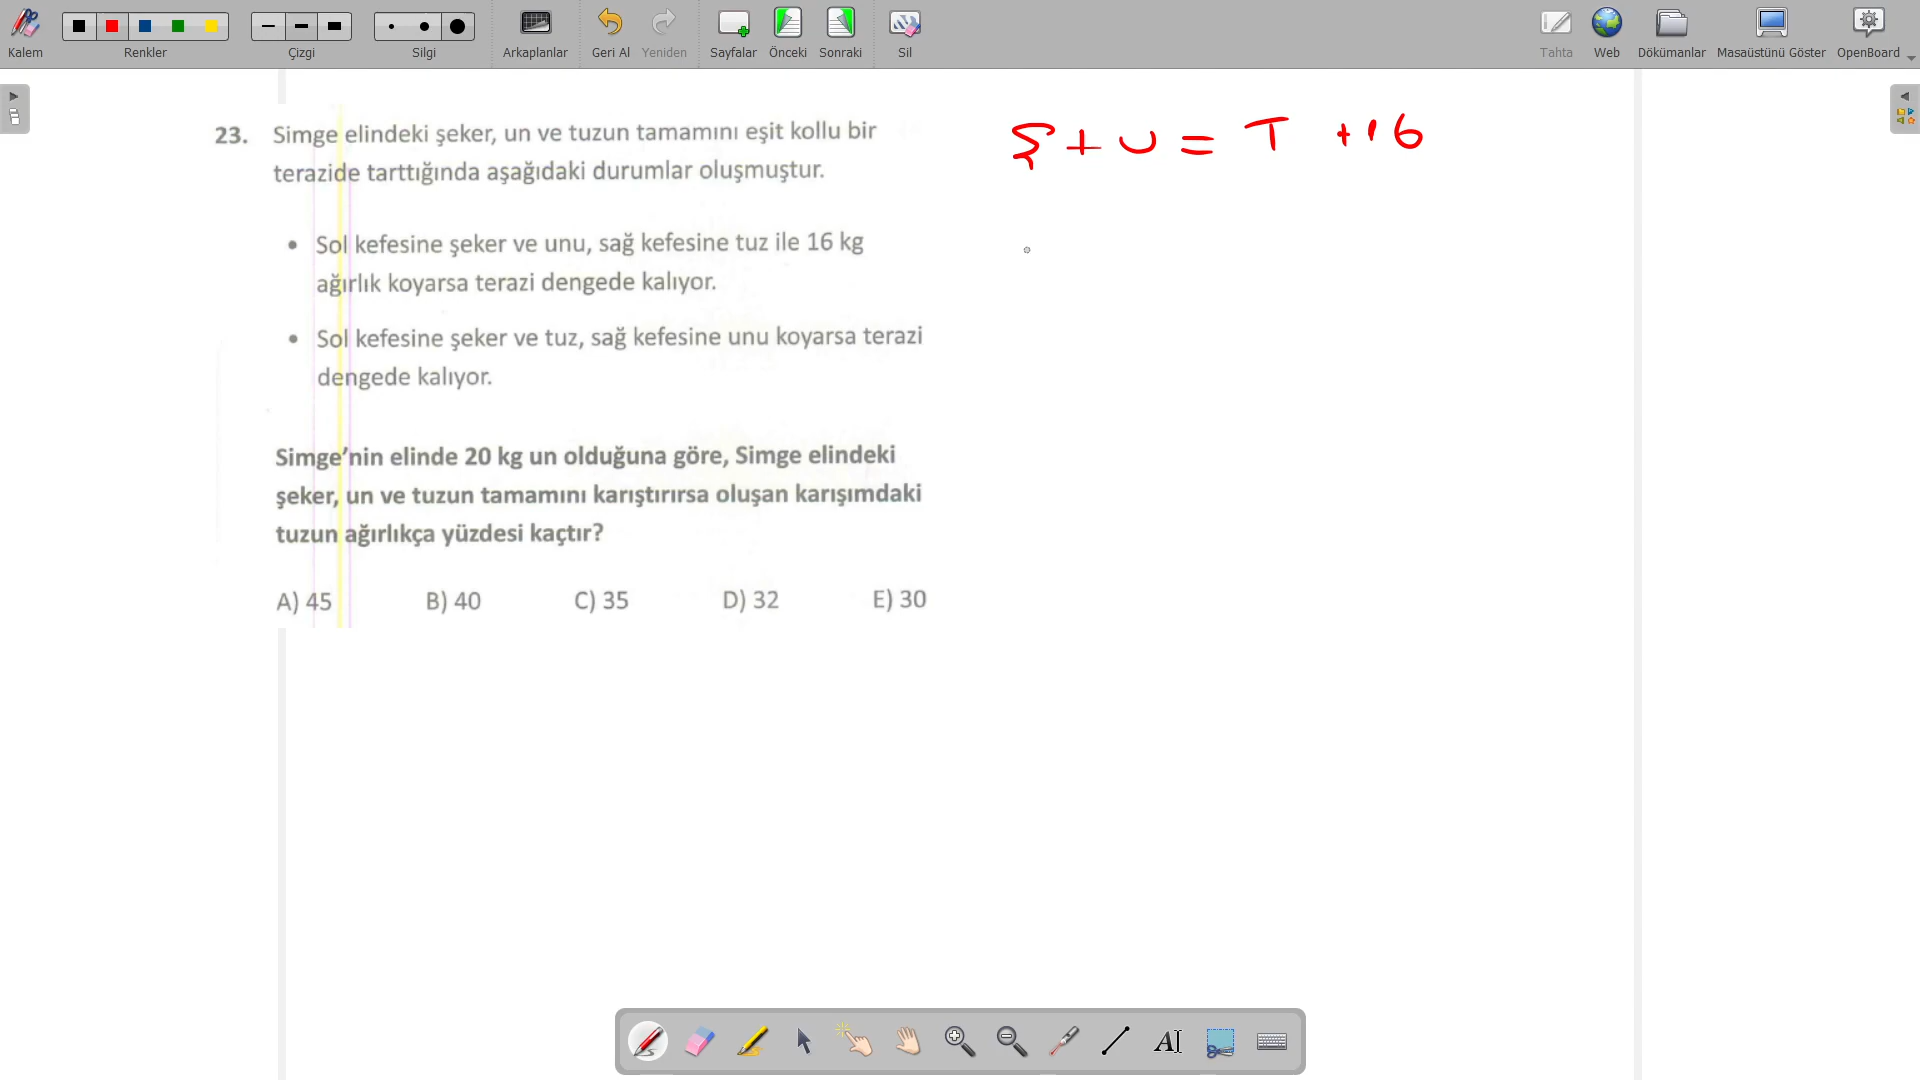 Kalem
Renkler
Çizgi
Silgi
Arkaplanlar
Geri Al
Yeniden
Sayfalar
Önceki
Sonraki
Sil
Tahta
Web
Dökümanlar
Masaüstünü Göster
OpenBoard
23. Simge elindeki şeker, un ve tuzun tamamını eşit kollu bir
terazide tarttığında aşağıdaki durumlar oluşmuştur.
• Sol kefesine şeker ve unu, sağ kefesine tuz ile 16 kg
ağırlık koyarsa terazi dengede kalıyor.
• Sol kefesine şeker ve tuz, sağ kefesine unu koyarsa terazi
dengede kalıyor.
Simge’nin elinde 20 kg un olduğuna göre, Simge elindeki
şeker, un ve tuzun tamamını karıştırırsa oluşan karışımdaki
tuzun ağırlıkça yüzdesi kaçtır?
A) 45 B) 40 C) 35 D) 32 E) 30
Ş + U = T + 16